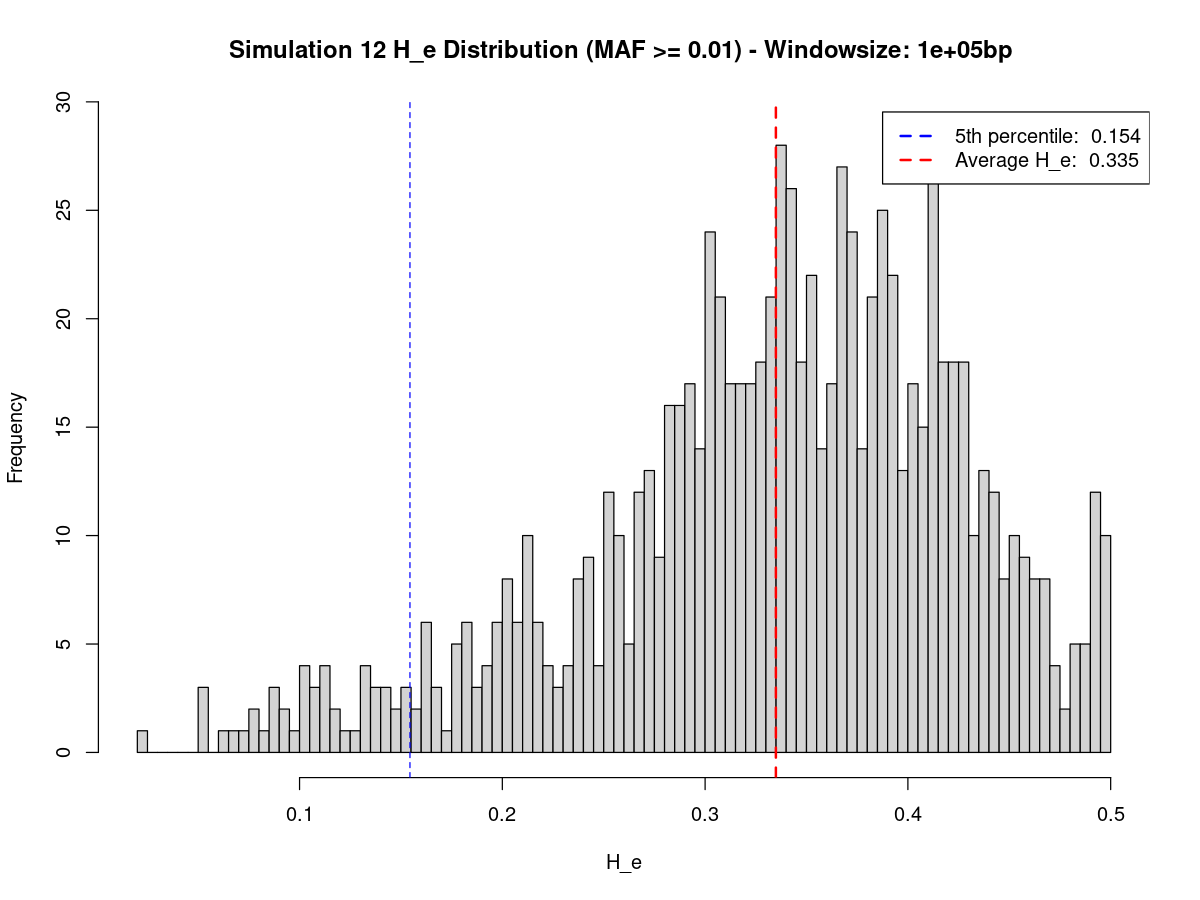 Simulation 12 H_e Distribution (MAF >= 0.01) - Windowsize: 1e+05bp
5th percentile: 0.154
Average H_e: 0.335
Frequency
30
25
20
15
10
5
0
0.1 0.2 0.3 0.4 0.5
H_e